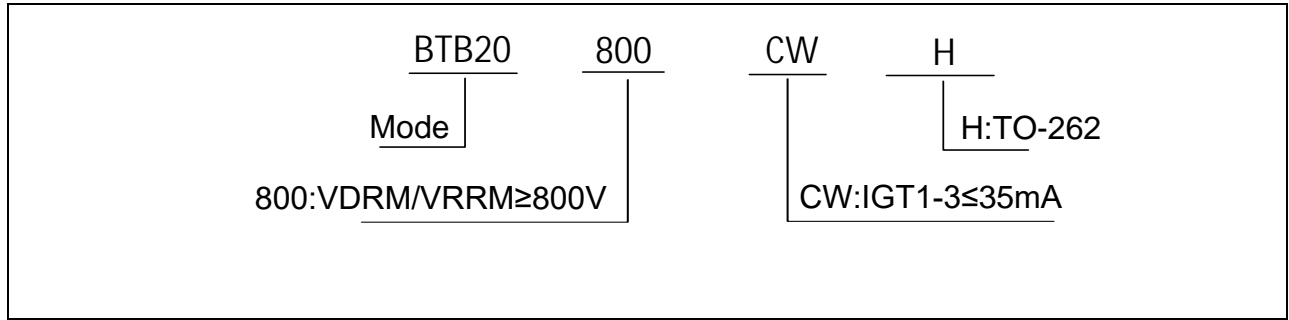 BTB20 800 CW H
Mode H:TO-262
800:VDRM/VRRM≥800V CW:IGT1-3≤35mA